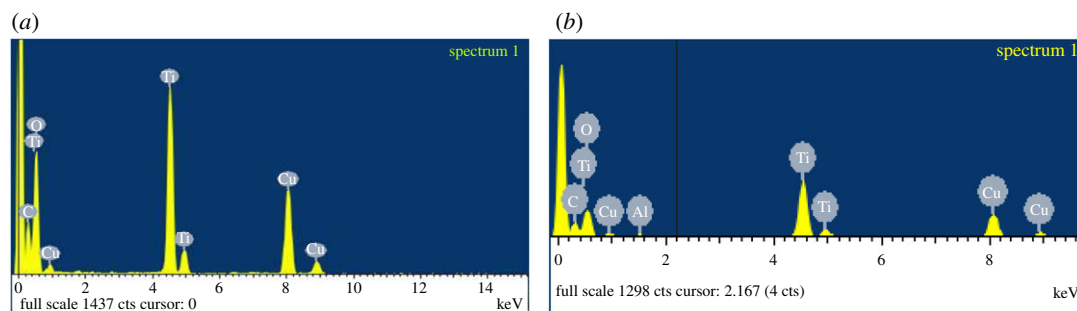 (a)
spectrum 1
Ti
O
Ti
Cu
C
Ti
Cu
Cu
0 2 4 6 8 10 12 14
full scale 1437 cts cursor: 0 keV
(b)
spectrum 1
O
Ti
Ti
C
Cu
Al
Ti
Cu
Cu
0 2 4 6 8
full scale 1298 cts cursor: 2.167 (4 cts) keV